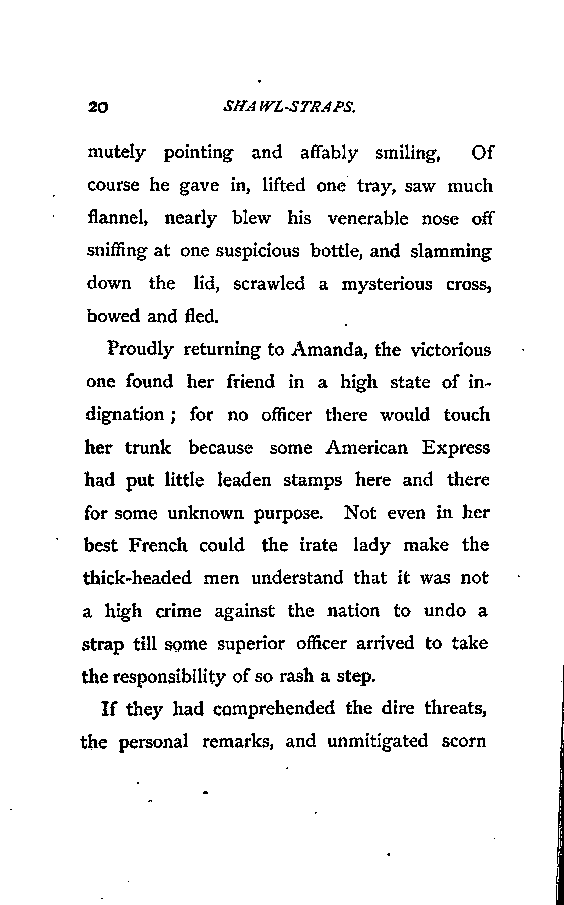 20 SHAWL-STRAPS.
mutely pointing and affably smiling, Of
course he gave in, lifted one tray, saw much
flannel, nearly blew his venerable nose off
sniffing at one suspicious bottle, and slamming
down the lid, scrawled a mysterious cross,
bowed and fled.
Proudly returning to Amanda, the victorious
one found her friend in a high state of in-
dignation ; for no officer there would touch
her trunk because some American Express
had put little leaden stamps here and there
for some unknown purpose. Not even in her
best French could the irate lady make the
thick-headed men understand that it was not
a high crime against the nation to undo a
strap till some superior officer arrived to take
the responsibility of so rash a step.
If they had comprehended the dire threats,
the personal remarks, and unmitigated scorn